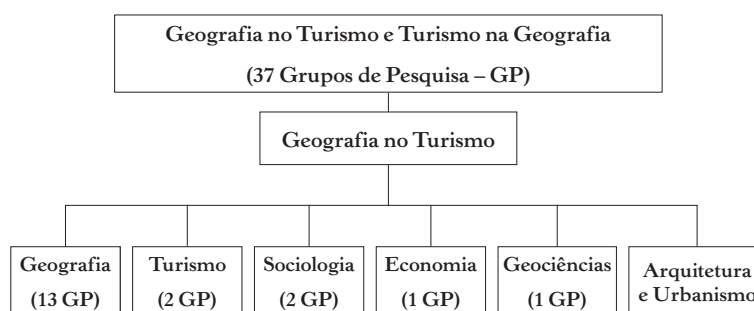 Geografia no Turismo e Turismo na Geografia
(37 Grupos de Pesquisa – GP)
Geografia no Turismo
Geografia
(13 GP)
Turismo
(2 GP)
Sociologia
(2 GP)
Economia
(1 GP)
Geociências
(1 GP)
Arquitetura
e Urbanismo